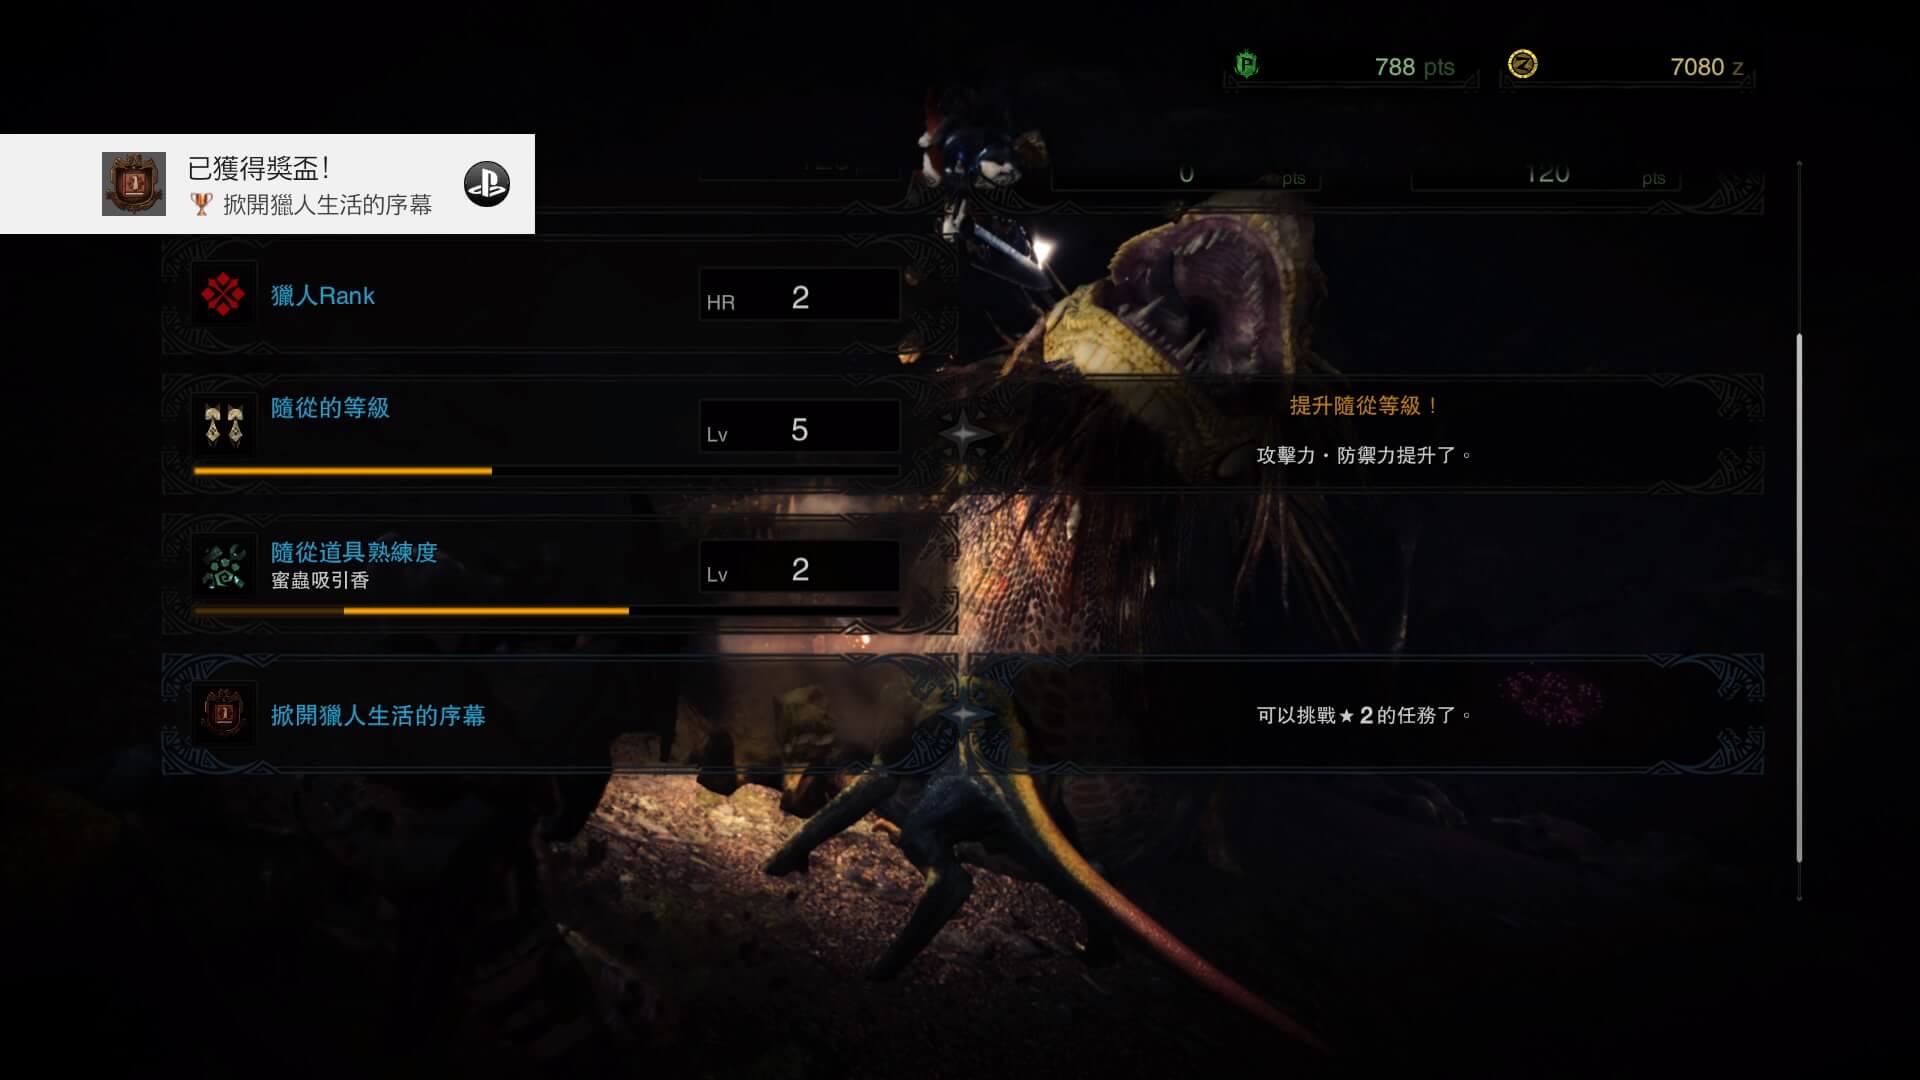 788 pts
7080 z
已獲得獎盃！
掀開獵人生活的序幕
0 pts
120 pts
獵人Rank
HR 2
隨從的等級
Lv 5
提升隨從等級！
攻擊力・防禦力提升了。
隨從道具熟練度
蜜蟲吸引香
Lv 2
掀開獵人生活的序幕
可以挑戰★2的任務了。